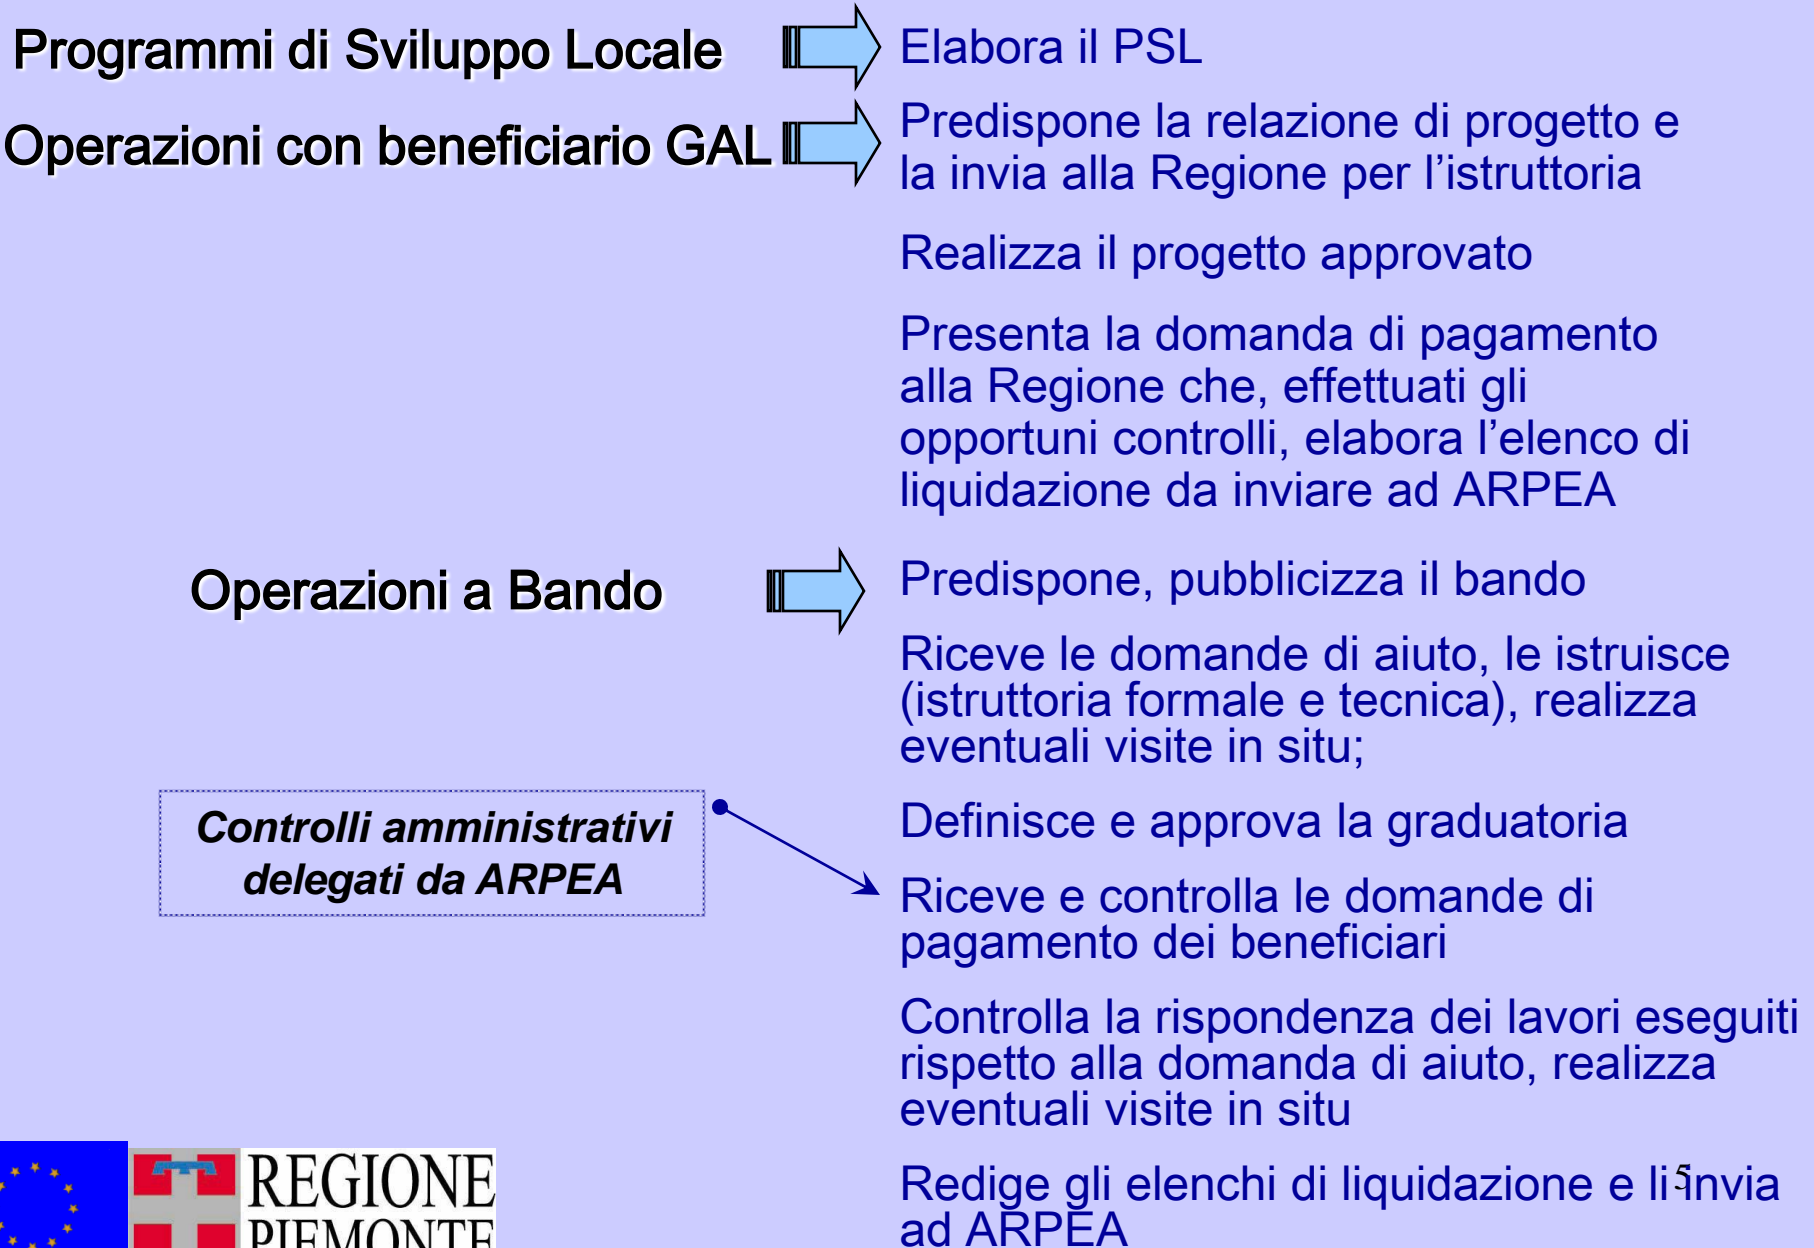 Programmi di Sviluppo Locale
Elabora il PSL
Operazioni con beneficiario GAL
Predispone la relazione di progetto e
la invia alla Regione per l’istruttoria
Realizza il progetto approvato
Presenta la domanda di pagamento
alla Regione che, effettuati gli
opportuni controlli, elabora l’elenco di
liquidazione da inviare ad ARPEA
Operazioni a Bando
Predispone, pubblicizza il bando
Riceve le domande di aiuto, le istruisce
(istruttoria formale e tecnica), realizza
eventuali visite in situ;
Definisce e approva la graduatoria
Controlli amministrativi
delegati da ARPEA
Riceve e controlla le domande di
pagamento dei beneficiari
Controlla la rispondenza dei lavori eseguiti
rispetto alla domanda di aiuto, realizza
eventuali visite in situ
Redige gli elenchi di liquidazione e li invia
ad ARPEA
5
REGIONE
PIEMONTE